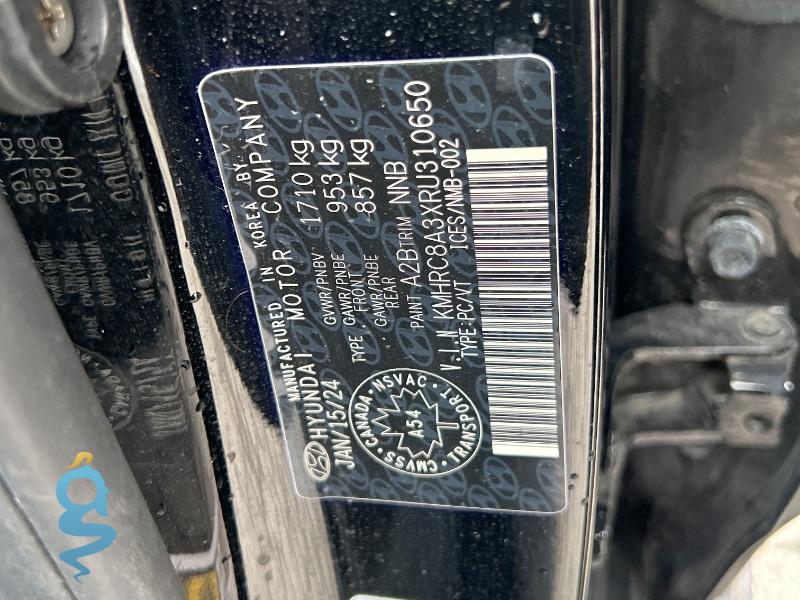 MANUFACTURED IN KOREA BY:
HYUNDAI MOTOR COMPANY
JAN/15/24 GVWR/PNBV 1710 kg
TYPE GAWR/PNBE FRONT 953 kg
GAWR/PNBE REAR 857 kg
PAINT A2B TRIM NNB
V.I.N KMHRC8A3XRU310650
TYPE:PC/VT ICES/NMB-002
CMVSS · CANADA · NSVAC · TRANSPORT ·
A54